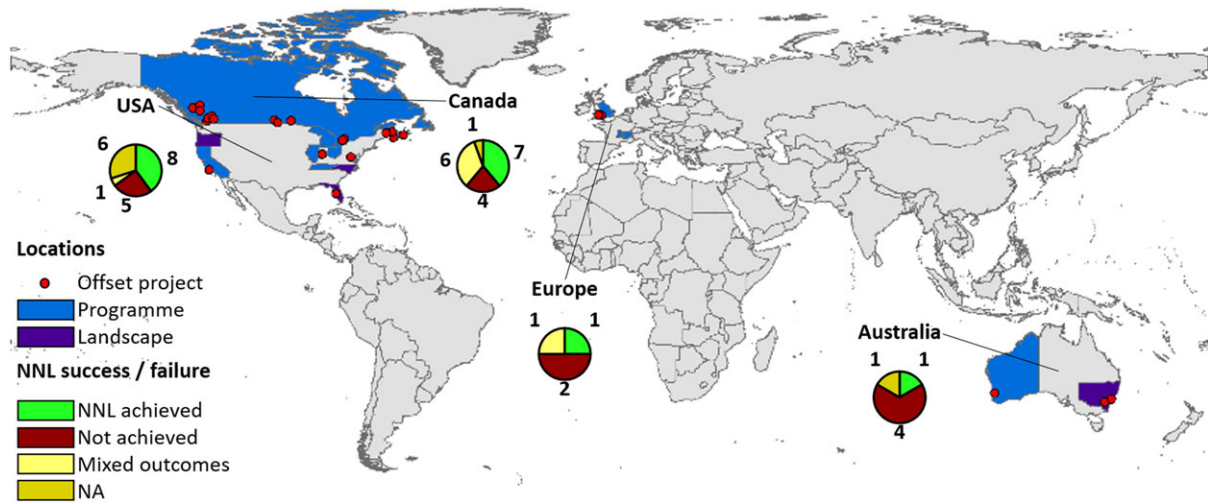 USA
Canada
6
8
1
5
1
7
6
4
Locations
Offset project
Programme
Landscape
NNL success / failure
NNL achieved
Not achieved
Mixed outcomes
NA
Europe
1
1
2
Australia
1
1
4